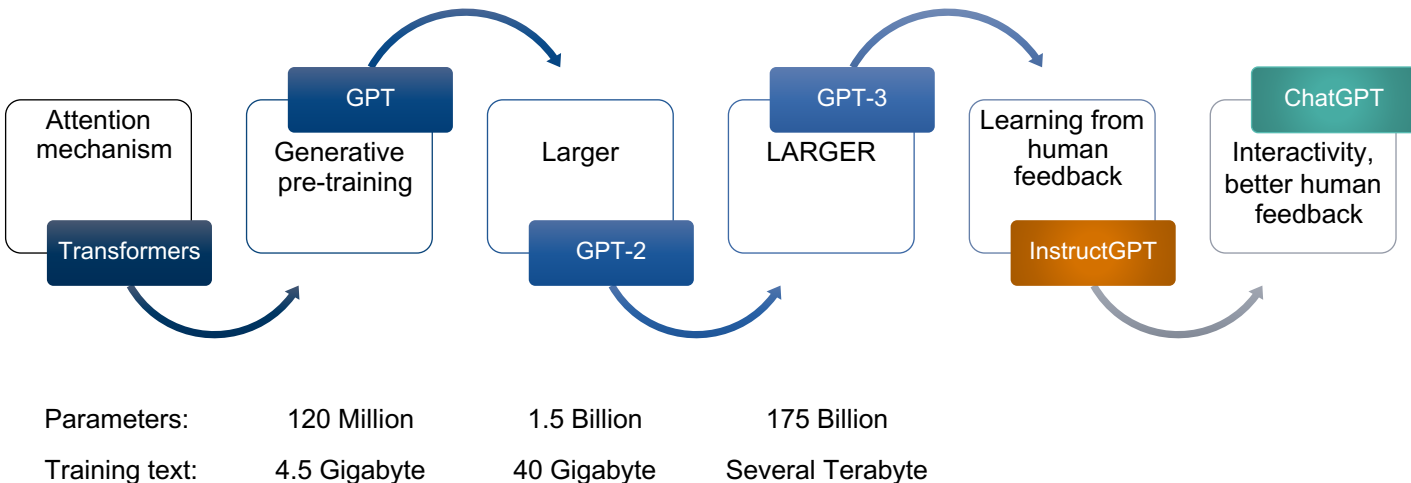 Attention
mechanism
Transformers
GPT
Generative
pre-training
Larger
GPT-2
GPT-3
LARGER
Learning from
human
feedback
InstructGPT
ChatGPT
Interactivity,
better human
feedback
Parameters: 120 Million 1.5 Billion 175 Billion
Training text: 4.5 Gigabyte 40 Gigabyte Several Terabyte